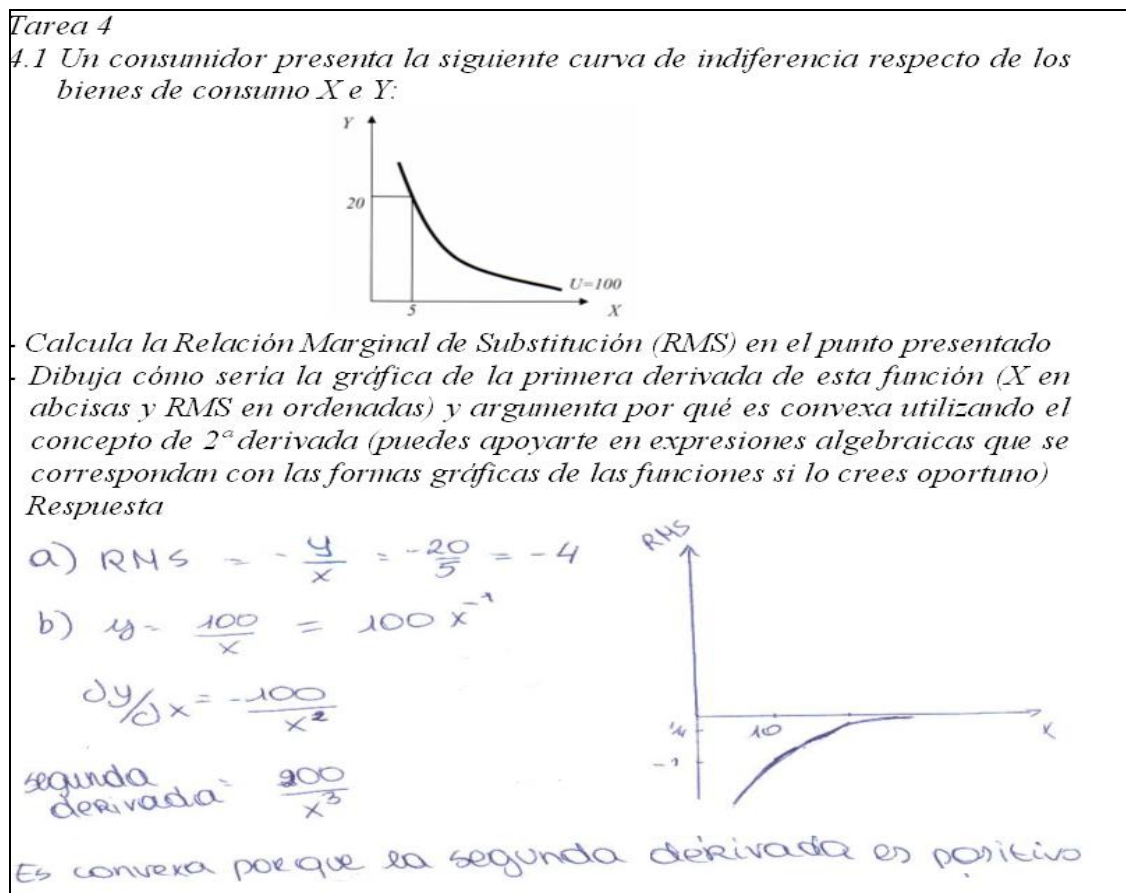 Tarea 4
4.1 Un consumidor presenta la siguiente curva de indiferencia respecto de los
bienes de consumo X e Y:
Y
20
U=100
5
X
- Calcula la Relación Marginal de Substitución (RMS) en el punto presentado
- Dibuja cómo sería la gráfica de la primera derivada de esta función (X en
abcisas y RMS en ordenadas) y argumenta por qué es convexa utilizando el
concepto de 2ª derivada (puedes apoyarte en expresiones algebraicas que se
correspondan con las formas gráficas de las funciones si lo crees oportuno)
Respuesta
a) RMS = - y/x = -20/5 = -4
RMS
b) y = 100/x = 100 x⁻¹
∂y/∂x = -100/x²
10
X
-1
segunda
derivada = 200/x³
Es convexa porque la segunda derivada es positivo